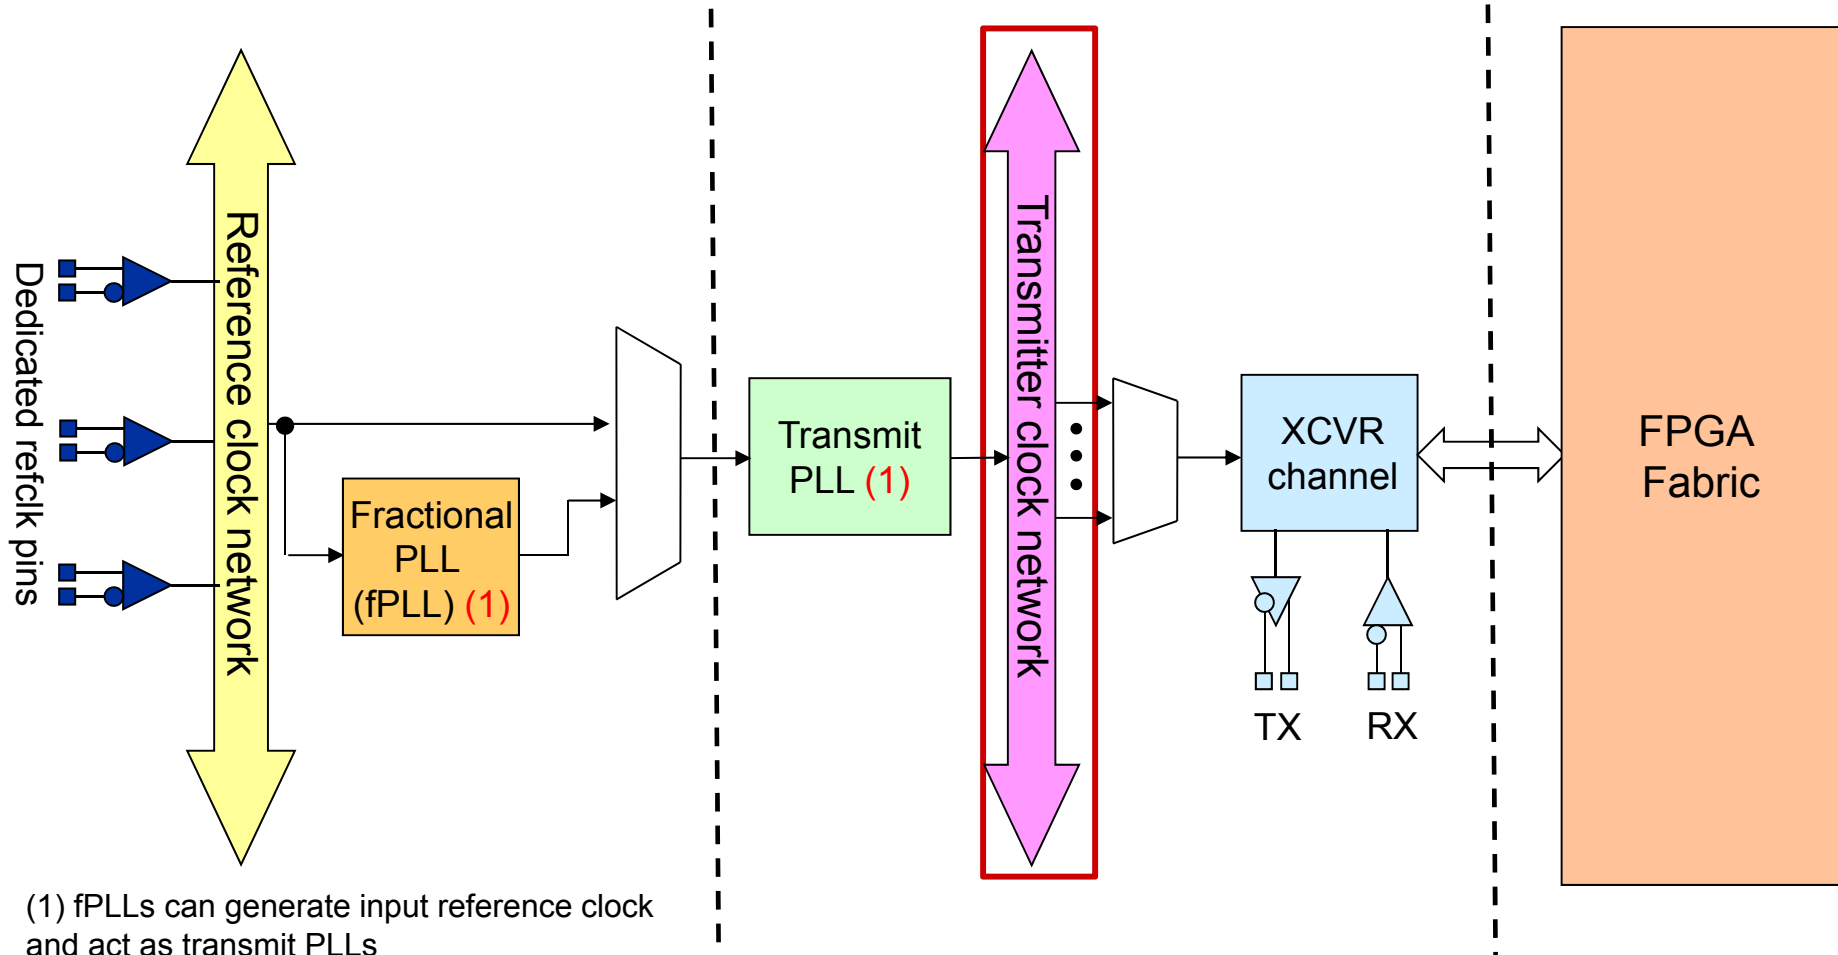 Dedicated refclk pins
Reference clock network
Fractional
PLL
(fPLL) (1)
Transmit
PLL (1)
Transmitter clock network
XCVR
channel
TX
RX
FPGA
Fabric
(1) fPLLs can generate input reference clock
and act as transmit PLLs